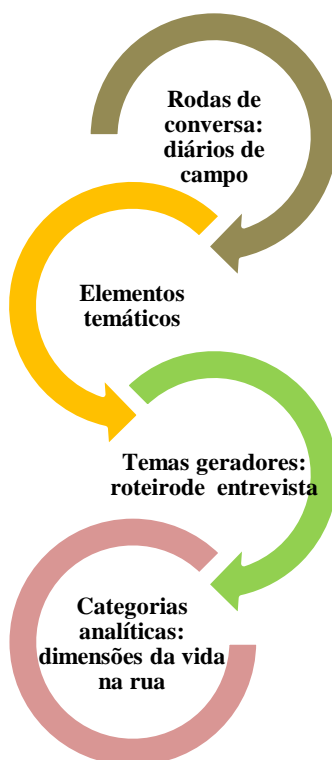 Rodas de
conversa:
diários de
campo
Elementos
temáticos
Temas geradores:
roteirode entrevista
Categorias
analíticas:
dimensões da vida
na rua